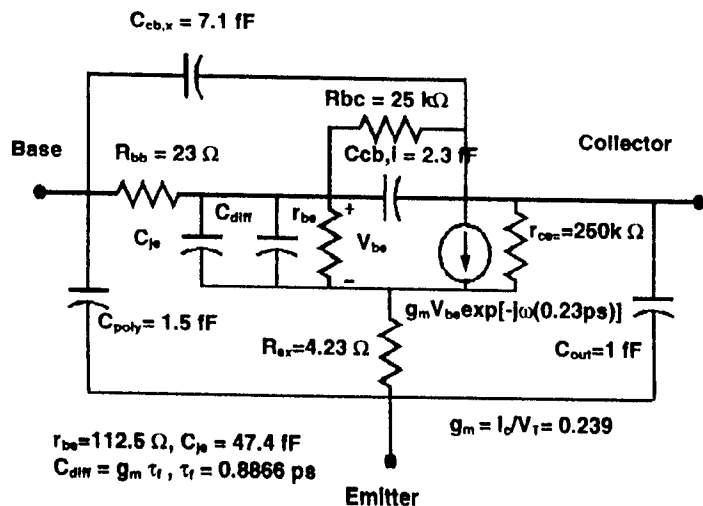 C_cb,x = 7.1 fF
Rbc = 25 kΩ
Base
R_bb = 23 Ω
Ccb,i = 2.3 fF
Collector
C_je
C_diff
r_be
+
V_be
−
r_ce=250k Ω
C_poly= 1.5 fF
g_mV_be exp[-jω(0.23ps)]
R_ex=4.23 Ω
C_out=1 fF
r_be=112.5 Ω, C_je = 47.4 fF
g_m = I_c/V_T= 0.239
C_diff = g_m τ_f , τ_f = 0.8866 ps
Emitter